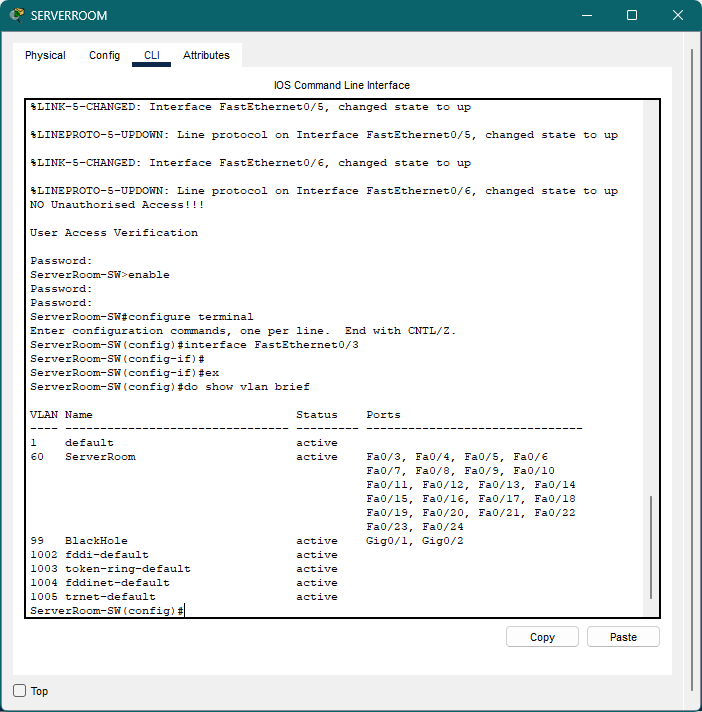 SERVERROOM
Physical Config CLI Attributes
IOS Command Line Interface
%LINK-5-CHANGED: Interface FastEthernet0/5, changed state to up
%LINEPROTO-5-UPDOWN: Line protocol on Interface FastEthernet0/5, changed state to up
%LINK-5-CHANGED: Interface FastEthernet0/6, changed state to up
%LINEPROTO-5-UPDOWN: Line protocol on Interface FastEthernet0/6, changed state to up
NO Unauthorised Access!!!
User Access Verification
Password:
ServerRoom-SW>enable
Password:
Password:
ServerRoom-SW#configure terminal
Enter configuration commands, one per line.  End with CNTL/Z.
ServerRoom-SW(config)#interface FastEthernet0/3
ServerRoom-SW(config-if)#
ServerRoom-SW(config-if)#ex
ServerRoom-SW(config)#do show vlan brief
VLAN Name                             Status    Ports
---- -------------------------------- --------- -------------------------------
1    default                          active
60   ServerRoom                       active    Fa0/3, Fa0/4, Fa0/5, Fa0/6
                                                Fa0/7, Fa0/8, Fa0/9, Fa0/10
                                                Fa0/11, Fa0/12, Fa0/13, Fa0/14
                                                Fa0/15, Fa0/16, Fa0/17, Fa0/18
                                                Fa0/19, Fa0/20, Fa0/21, Fa0/22
                                                Fa0/23, Fa0/24
99   BlackHole                        active    Gig0/1, Gig0/2
1002 fddi-default                     active
1003 token-ring-default               active
1004 fddinet-default                  active
1005 trnet-default                    active
ServerRoom-SW(config)#
Copy Paste
Top